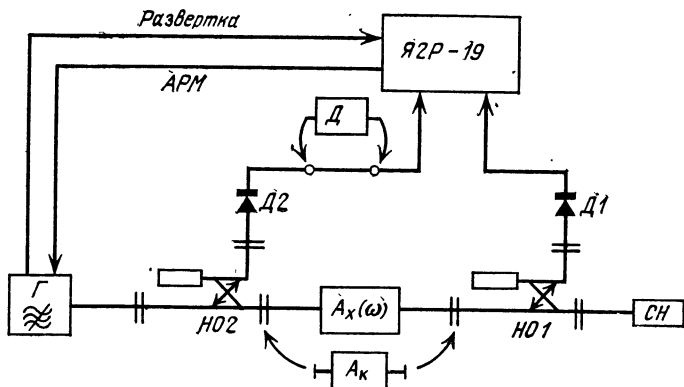 Развертка
Я2Р-19
АРМ
Д
Д2
Д1
Г
НО2
Aх(ω)
НО1
СН
Aк